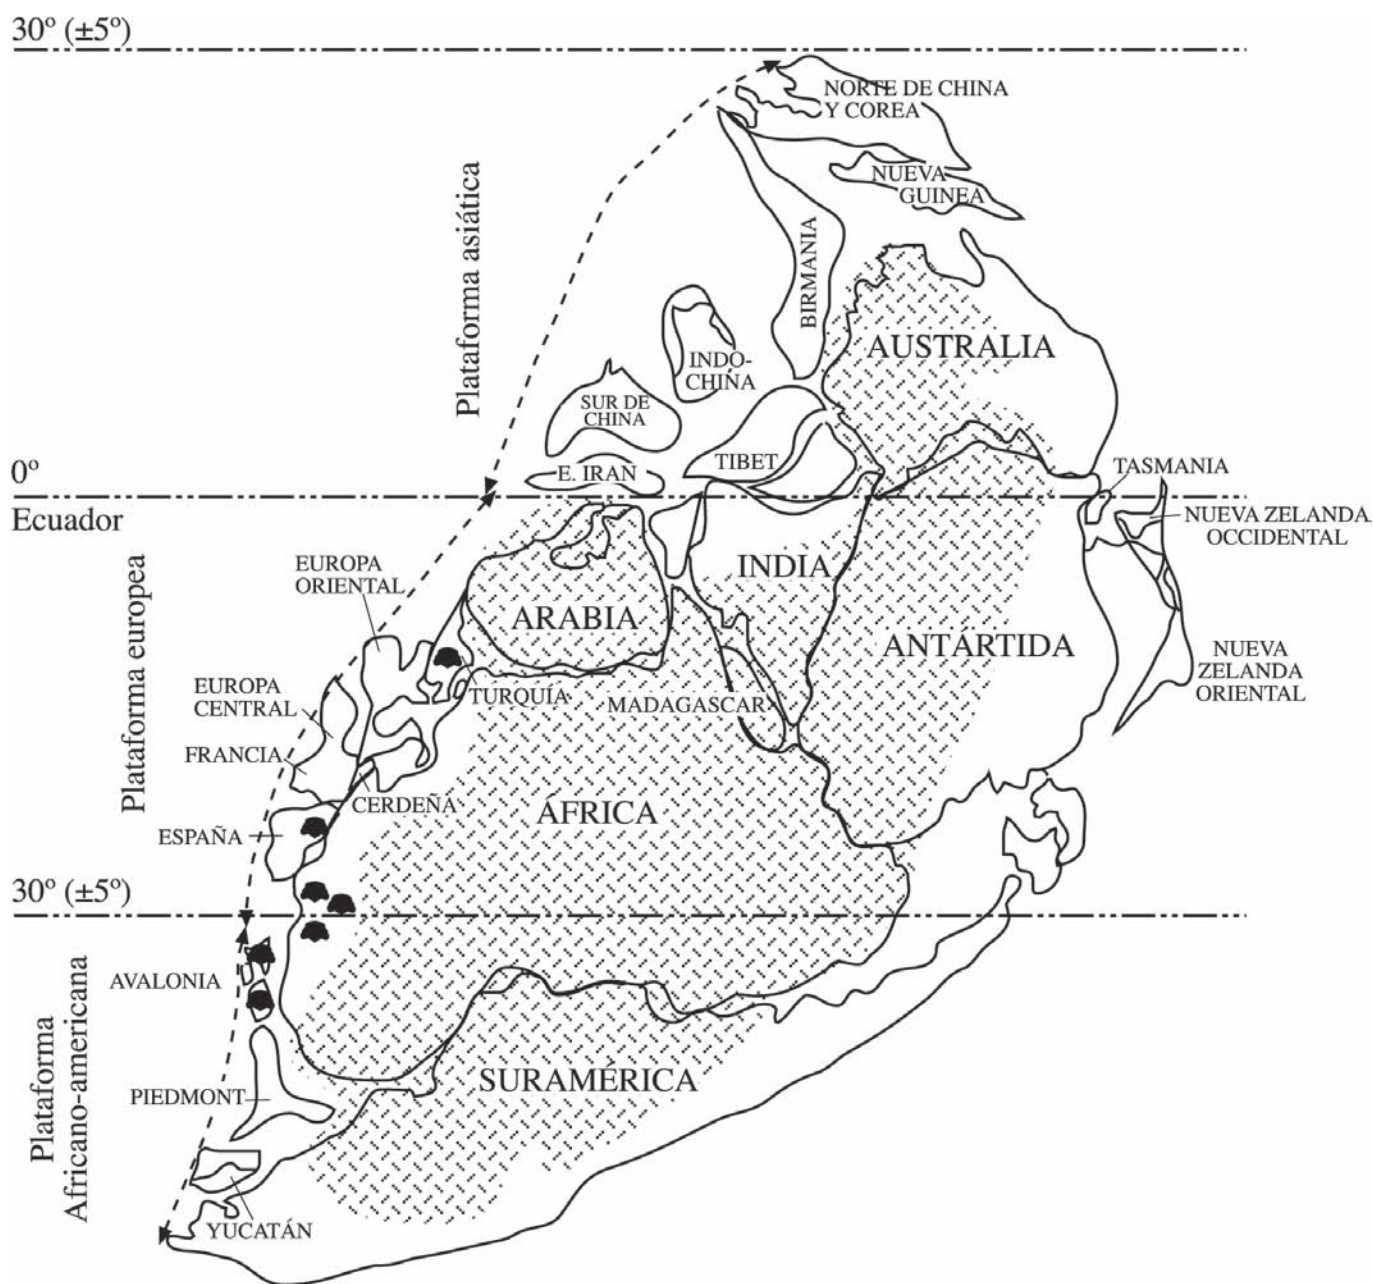 30º (±5º)
NORTE DE CHINA
Y COREA
NUEVA
GUINEA
Plataforma asiática
BIRMANIA
AUSTRALIA
INDO-
CHINA
SUR DE
CHINA
TIBET
E. IRAN
TASMANIA
0º
Ecuador
NUEVA ZELANDA
OCCIDENTAL
EUROPA
ORIENTAL
INDIA
ARABIA
ANTÁRTIDA
Plataforma europea
NUEVA
ZELANDA
ORIENTAL
EUROPA
CENTRAL
TURQUÍA
MADAGASCAR
FRANCIA
CERDEÑA
ÁFRICA
ESPAÑA
30º (±5º)
AVALONIA
Plataforma
Africano-americana
SURAMÉRICA
PIEDMONT
YUCATÁN